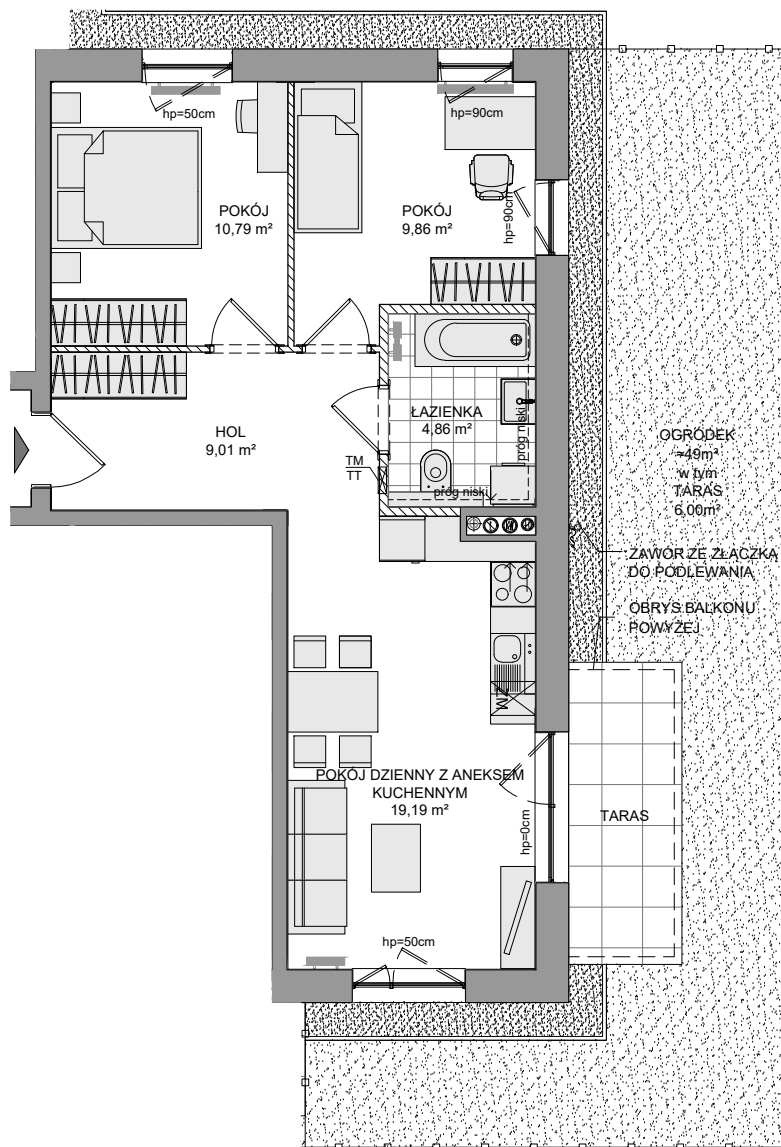 hp=50cm
hp=90cm
POKÓJ
10,79 m²
POKÓJ
9,86 m²
hp=90cm
HOL
9,01 m²
ŁAZIENKA
4,86 m²
próg niski
próg niski
TM
TT
OGRÓDEK
≈49m²
w tym
TARAS
6,00m²
ZAWÓR ZE ZŁĄCZKĄ
DO PODLEWANIA
OBRYS BALKONU
POWYŻEJ
ZM
POKÓJ DZIENNY Z ANEKSEM
KUCHENNYM
19,19 m²
hp=0cm
TARAS
hp=50cm